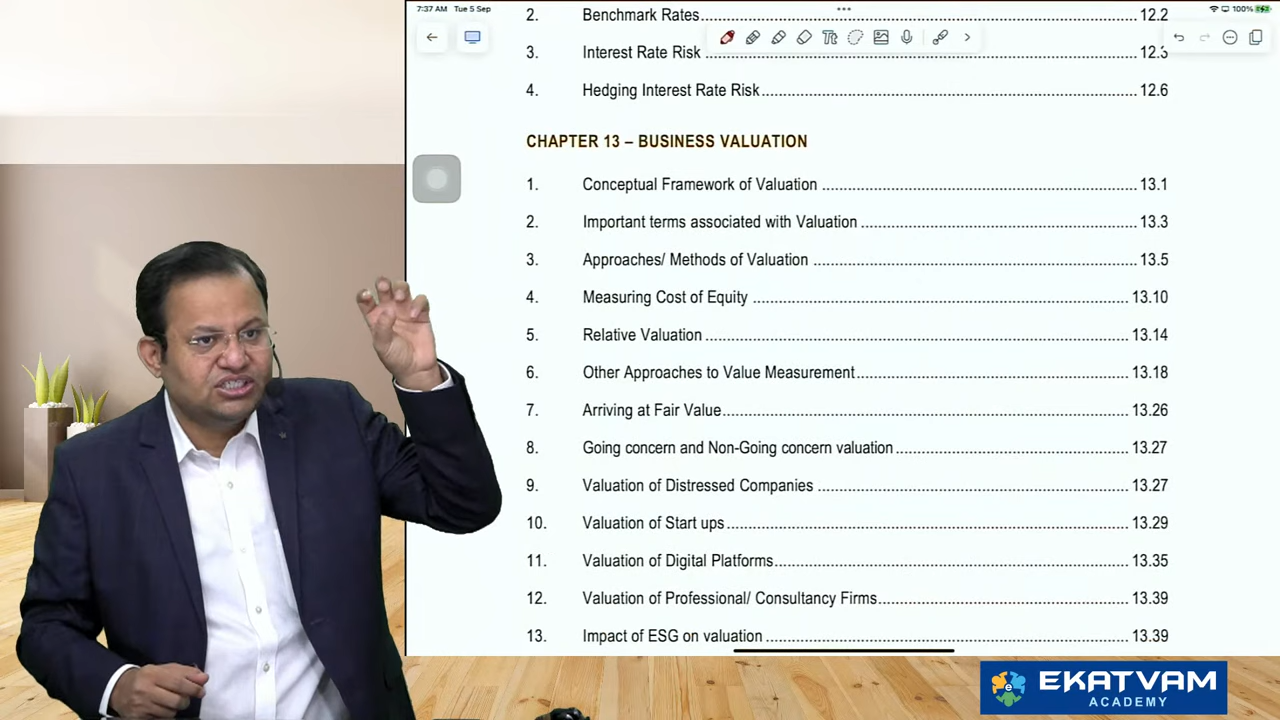 7:37 AM Tue 5 Sep
100%
2. Benchmark Rates 12.2
3. Interest Rate Risk 12.3
4. Hedging Interest Rate Risk 12.6
CHAPTER 13 – BUSINESS VALUATION
1. Conceptual Framework of Valuation 13.1
2. Important terms associated with Valuation 13.3
3. Approaches/ Methods of Valuation 13.5
4. Measuring Cost of Equity 13.10
5. Relative Valuation 13.14
6. Other Approaches to Value Measurement 13.18
7. Arriving at Fair Value 13.26
8. Going concern and Non-Going concern valuation 13.27
9. Valuation of Distressed Companies 13.27
10. Valuation of Start ups 13.29
11. Valuation of Digital Platforms 13.35
12. Valuation of Professional/ Consultancy Firms 13.39
13. Impact of ESG on valuation 13.39
EKATVAM
ACADEMY